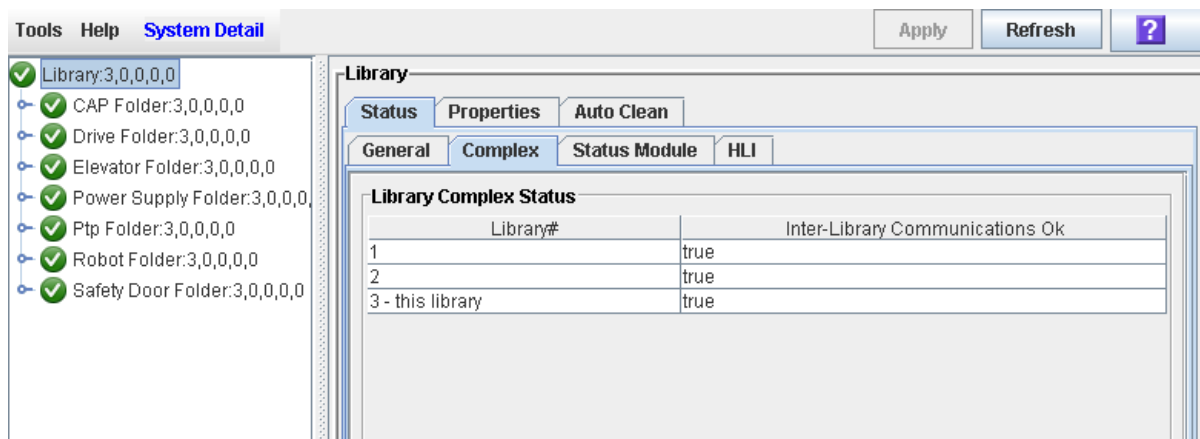 Tools Help System Detail Apply Refresh ?
Library:3,0,0,0,0
CAP Folder:3,0,0,0,0
Drive Folder:3,0,0,0,0
Elevator Folder:3,0,0,0,0
Power Supply Folder:3,0,0,0,
Ptp Folder:3,0,0,0,0
Robot Folder:3,0,0,0,0
Safety Door Folder:3,0,0,0,0
Library
Status Properties Auto Clean
General Complex Status Module HLI
Library Complex Status
Library# Inter-Library Communications Ok
1 true
2 true
3 - this library true